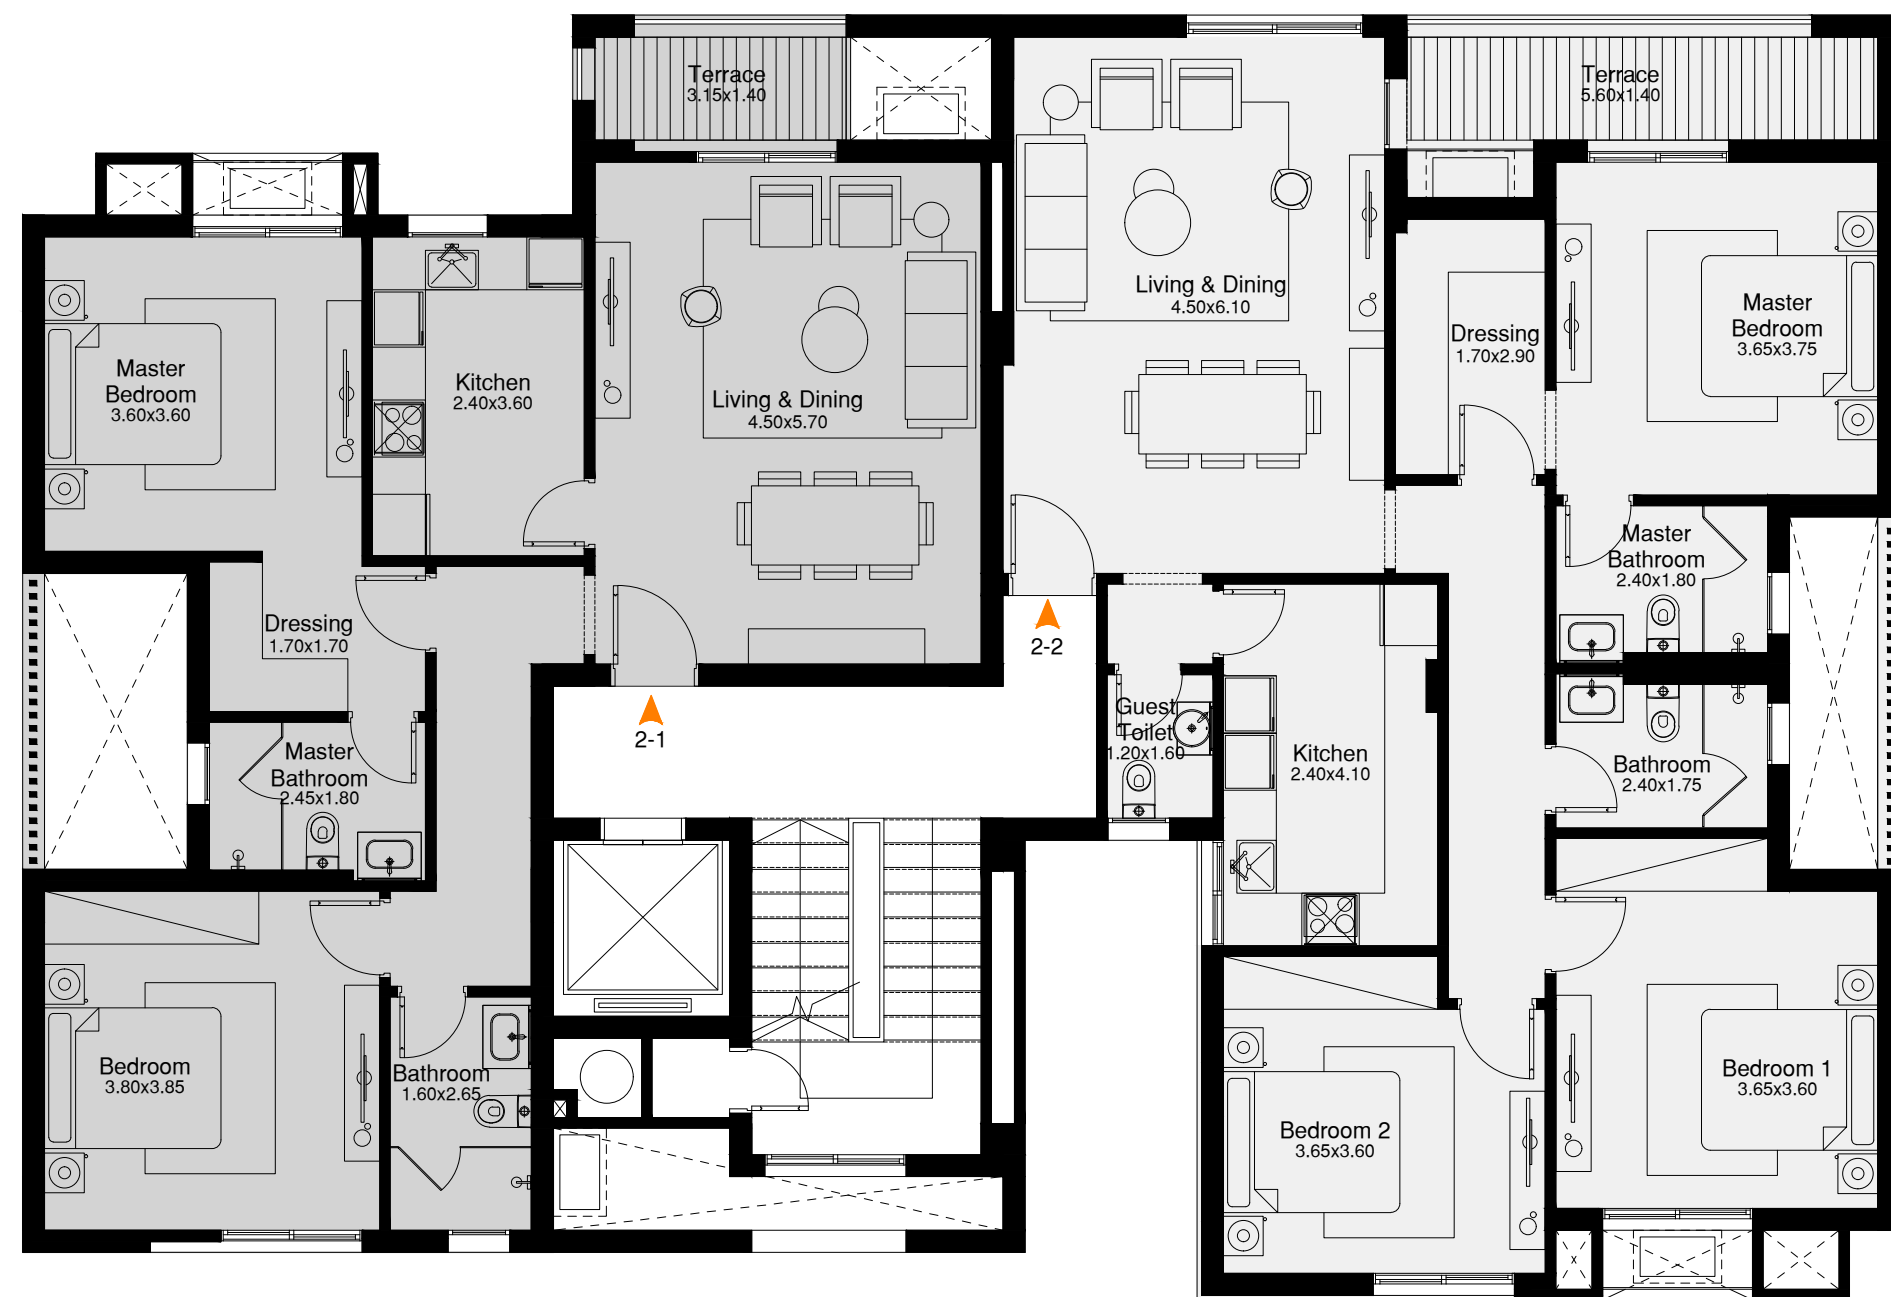 Terrace
3.15x1.40
Terrace
5.60x1.40
Living & Dining
4.50x6.10
Master
Bedroom
3.65x3.75
Dressing
1.70x2.90
Master
Bedroom
3.60x3.60
Kitchen
2.40x3.60
Living & Dining
4.50x5.70
Master
Bathroom
2.40x1.80
Dressing
1.70x1.70
2-2
2-1
Guest
Toilet
1.20x1.60
Master
Bathroom
2.45x1.80
Kitchen
2.40x4.10
Bathroom
2.40x1.75
Bedroom
3.80x3.85
Bathroom
1.60x2.65
Bedroom 1
3.65x3.60
Bedroom 2
3.65x3.60